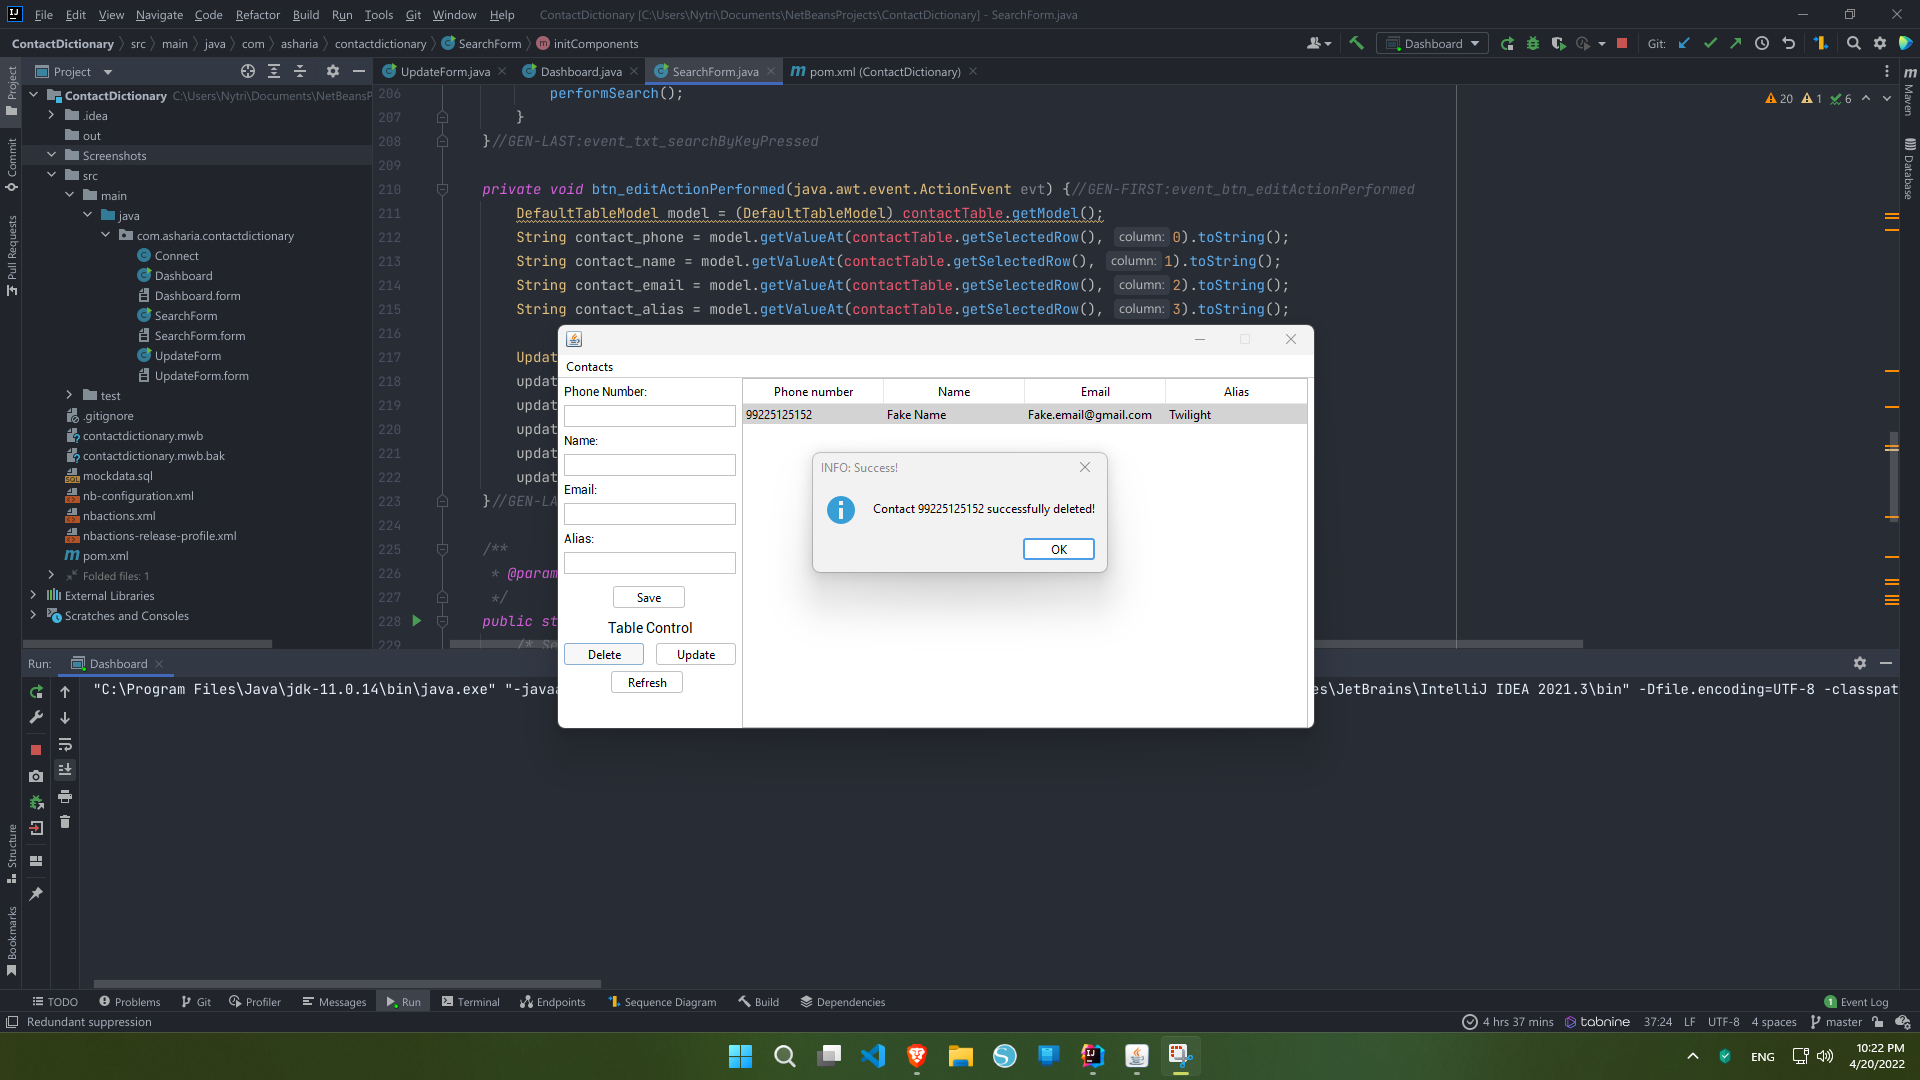 File Edit View Navigate Code Refactor Build Run Tools Git Window Help ContactDictionary [C:\Users\Nytri\Documents\NetBeansProjects\ContactDictionary] - SearchForm.java
ContactDictionary src main java com asharia contactdictionary SearchForm initComponents
Dashboard Git:
Project
UpdateForm.java Dashboard.java SearchForm.java pom.xml (ContactDictionary)
Project
Commit
Pull Requests
Structure
Bookmarks
Maven
Database
ContactDictionary C:\Users\Nytri\Documents\NetBeansP
.idea
out
Screenshots
src
main
java
com.asharia.contactdictionary
Connect
Dashboard
Dashboard.form
SearchForm
SearchForm.form
UpdateForm
UpdateForm.form
test
.gitignore
contactdictionary.mwb
contactdictionary.mwb.bak
mockdata.sql
nb-configuration.xml
nbactions.xml
nbactions-release-profile.xml
pom.xml
Folded files: 1
External Libraries
Scratches and Consoles
20 1 6
206 performSearch();
207 }
208 }//GEN-LAST:event_txt_searchByKeyPressed
209
210 private void btn_editActionPerformed(java.awt.event.ActionEvent evt) {//GEN-FIRST:event_btn_editActionPerformed
211 DefaultTableModel model = (DefaultTableModel) contactTable.getModel();
212 String contact_phone = model.getValueAt(contactTable.getSelectedRow(), column: 0).toString();
213 String contact_name = model.getValueAt(contactTable.getSelectedRow(), column: 1).toString();
214 String contact_email = model.getValueAt(contactTable.getSelectedRow(), column: 2).toString();
215 String contact_alias = model.getValueAt(contactTable.getSelectedRow(), column: 3).toString();
216
217 Updat
218 updat
219 updat
220 updat
221 updat
222 updat
223 }//GEN-LA
224
225 /**
226 * @param
227 */
228 public st
229 /* Se
Contacts
Phone Number:
Name:
Email:
Alias:
Save
Table Control
Delete Update
Refresh
Phone number Name Email Alias
99225125152 Fake Name Fake.email@gmail.com Twilight
INFO: Success!
Contact 99225125152 successfully deleted!
OK
Run: Dashboard
"C:\Program Files\Java\jdk-11.0.14\bin\java.exe" "-javaa
es\JetBrains\IntelliJ IDEA 2021.3\bin" -Dfile.encoding=UTF-8 -classpat
TODO Problems Git Profiler Messages Run Terminal Endpoints Sequence Diagram Build Dependencies 1 Event Log
Redundant suppression 4 hrs 37 mins tabnine 37:24 LF UTF-8 4 spaces master
ENG
10:22 PM
4/20/2022